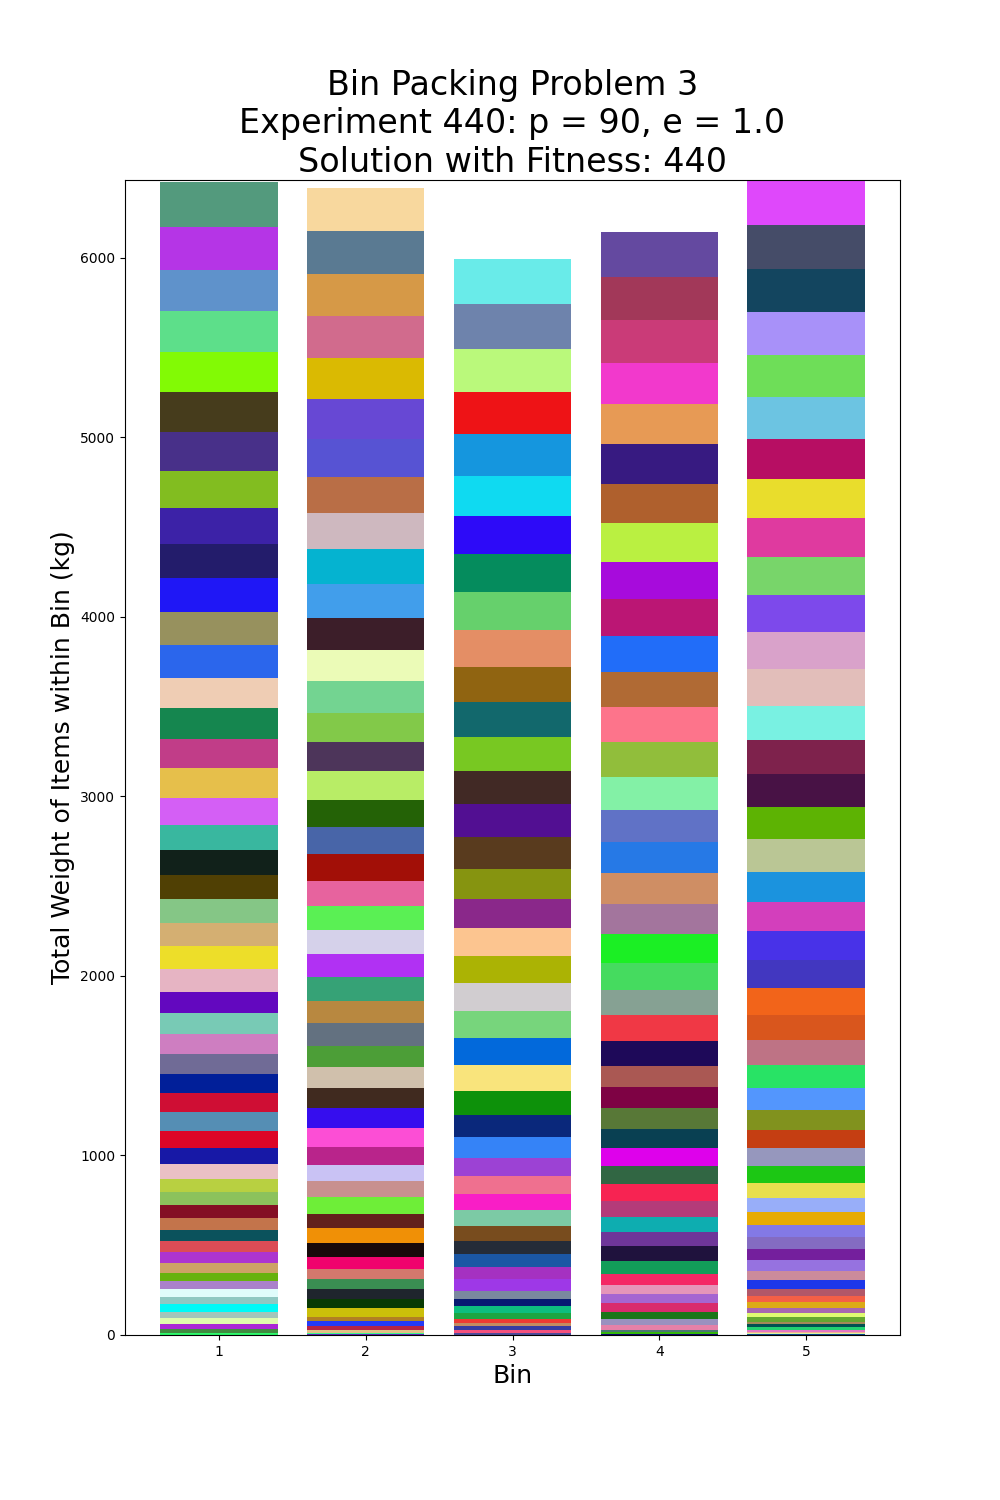 Bin Packing Problem 3
Experiment 440: p = 90, e = 1.0
Solution with Fitness: 440
Total Weight of Items within Bin (kg)
6000
5000
4000
3000
2000
1000
0
1 2 3 4 5
Bin